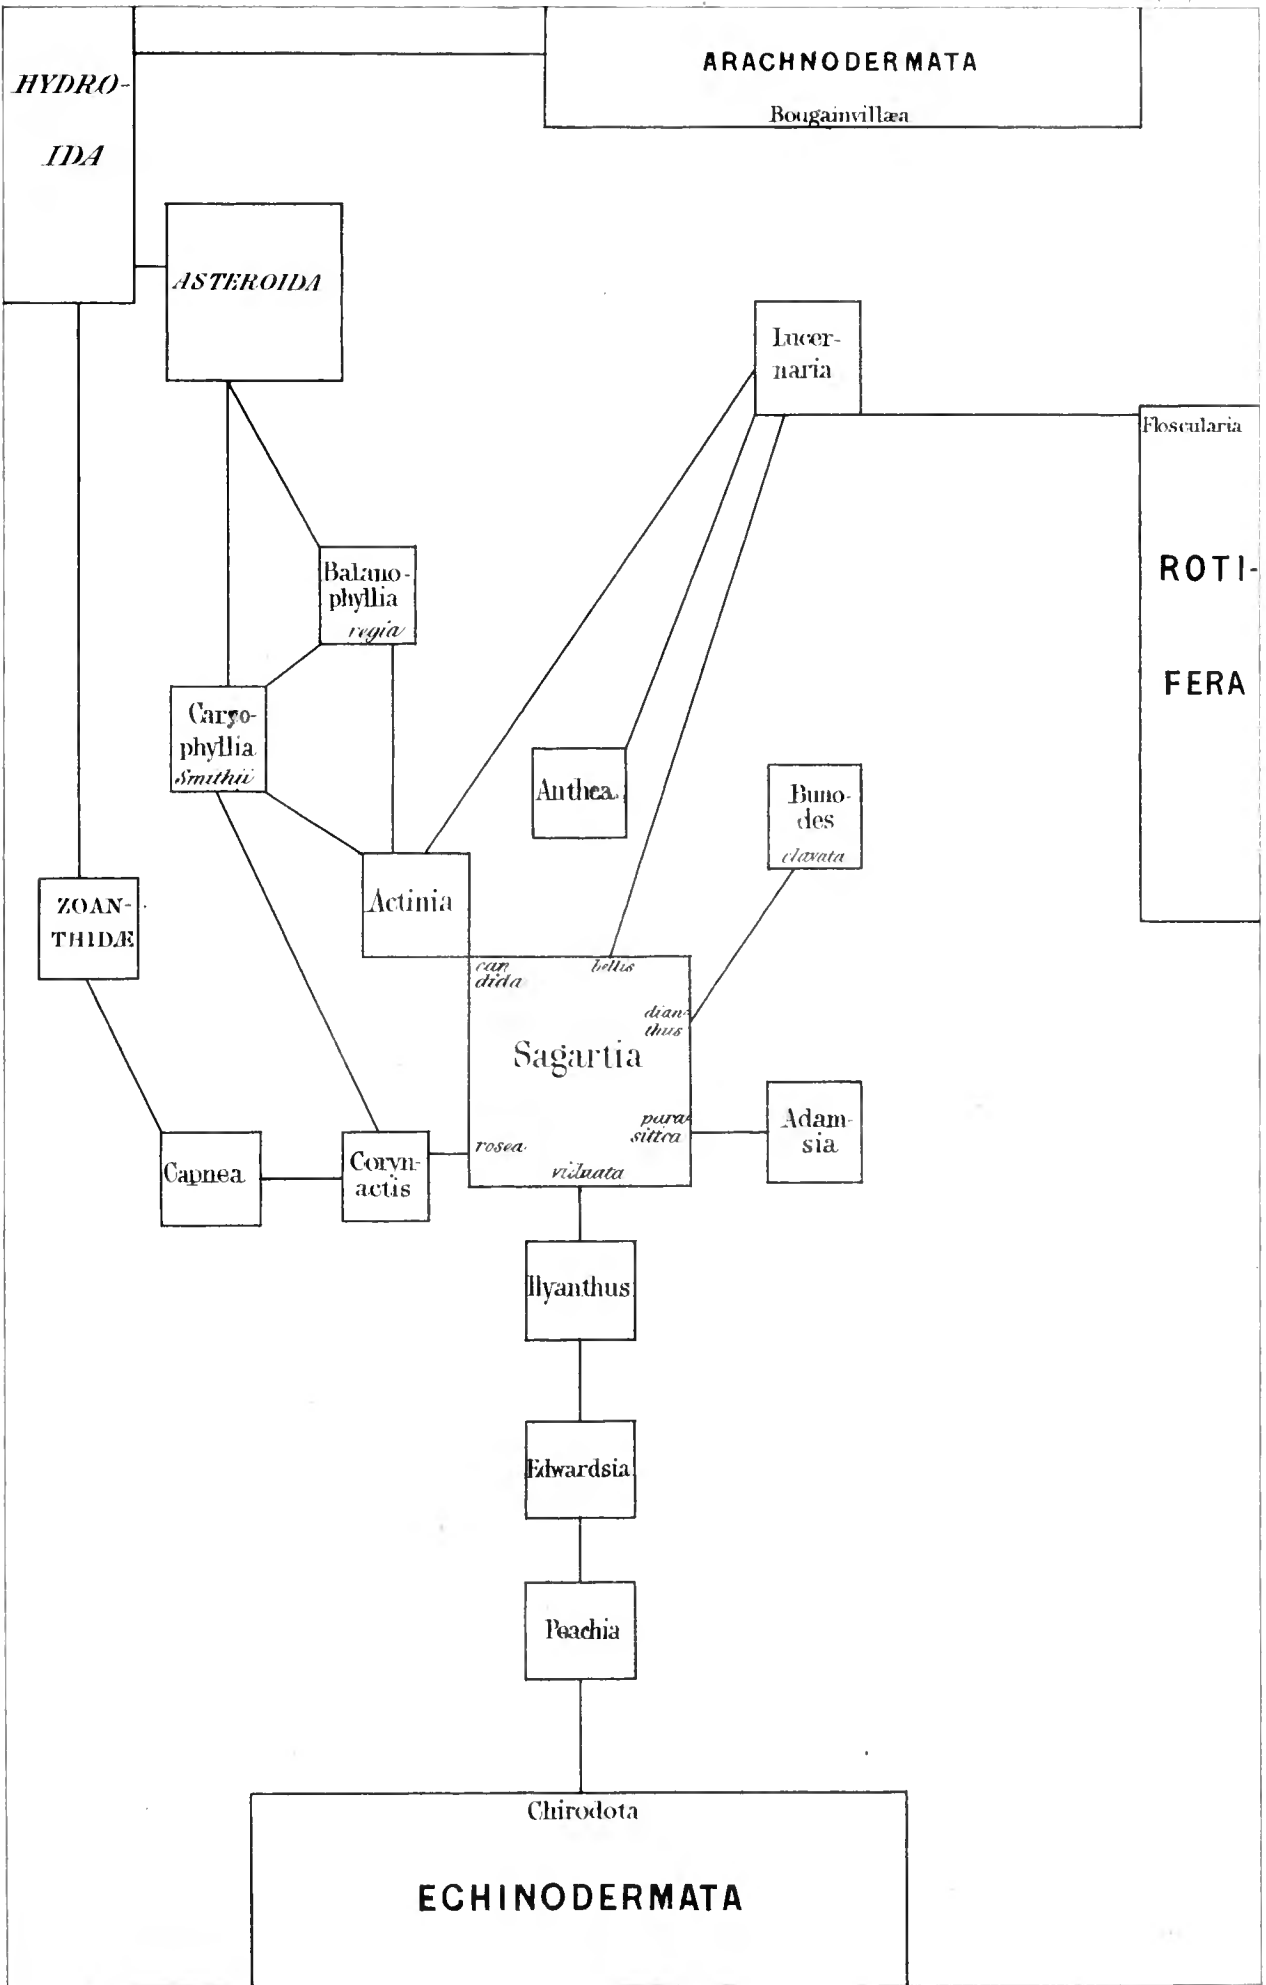 HYDRO-
IDA
ARACHNODERMATA
Bougainvillæa
ASTEROIDA
Lucer-
naria
Floscularia
ROTI-
FERA
Balano-
phyllia
regia
Caryo-
phyllia
Smithii
Anthea
Buno-
des
clavata
Actinia
ZOAN-
THIDÆ
can
dida
bellis
dian-
thus
Sagartia
para
sitica
rosea
viduata
Adam-
sia
Capnea
Coryn-
actis
Ilyanthus
Edwardsia
Peachia
Chirodota
ECHINODERMATA